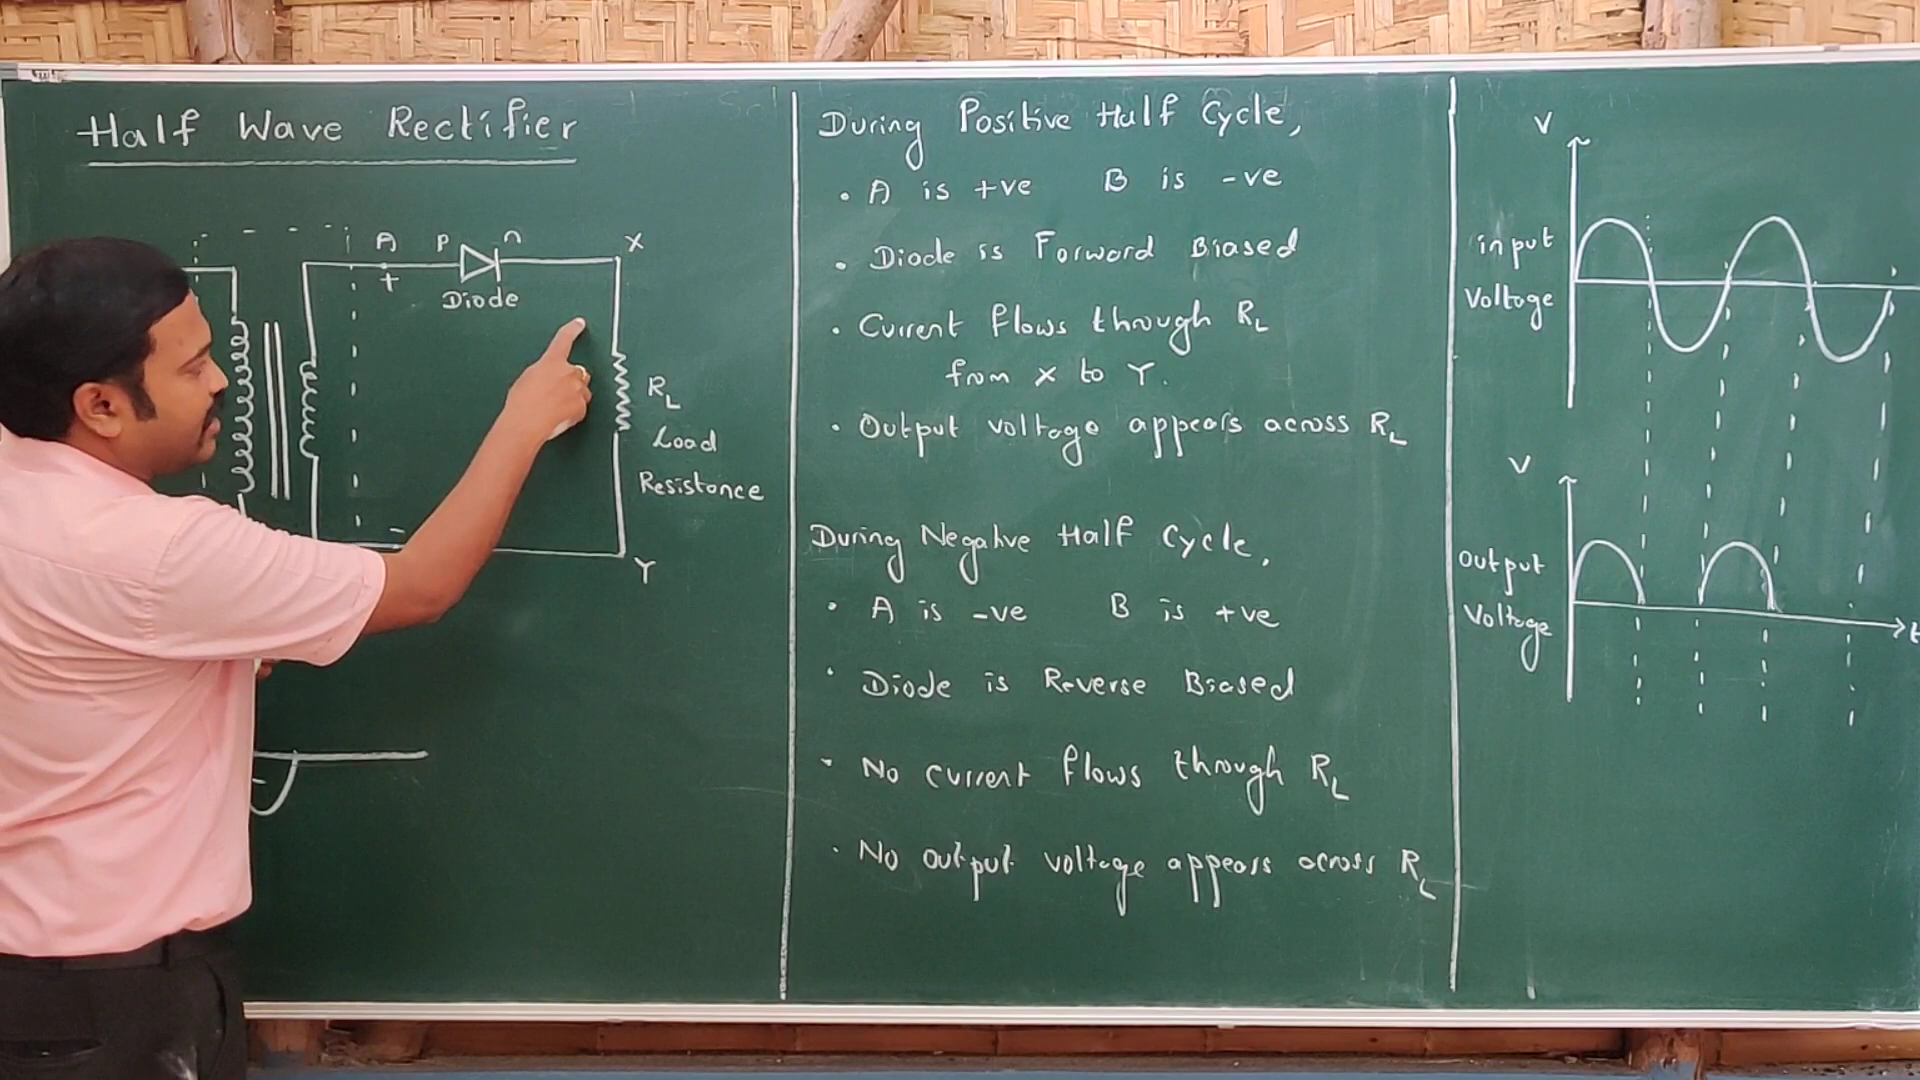 Half Wave Rectifier
A P n X
+
Diode
RL
Load
Resistance
-
Y
-
During Positive Half Cycle,
• A is +ve B is -ve
• Diode is Forward Biased
• Current flows through RL
from X to Y.
• Output voltage appears across RL
During Negative Half Cycle,
• A is -ve B is +ve
• Diode is Reverse Biased
• No current flows through RL
• No output voltage appears across RL
V
input
Voltage
V
output
Voltage
t